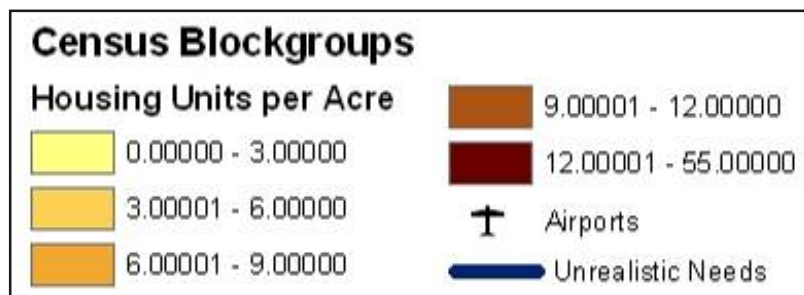 Census Blockgroups
Housing Units per Acre
0.00000 - 3.00000
3.00001 - 6.00000
6.00001 - 9.00000
9.00001 - 12.00000
12.00001 - 55.00000
Airports
Unrealistic Needs